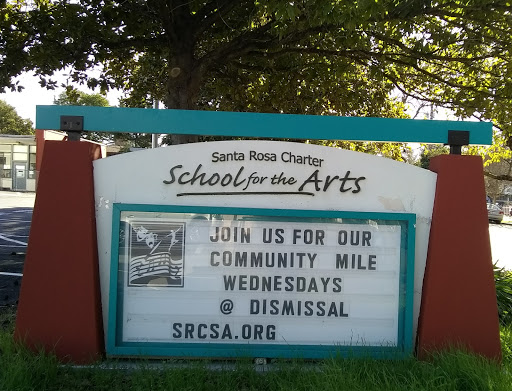 Santa Rosa Charter
School for the Arts
JOIN US FOR OUR
COMMUNITY MILE
WEDNESDAYS
@ DISMISSAL
SRCSA.ORG